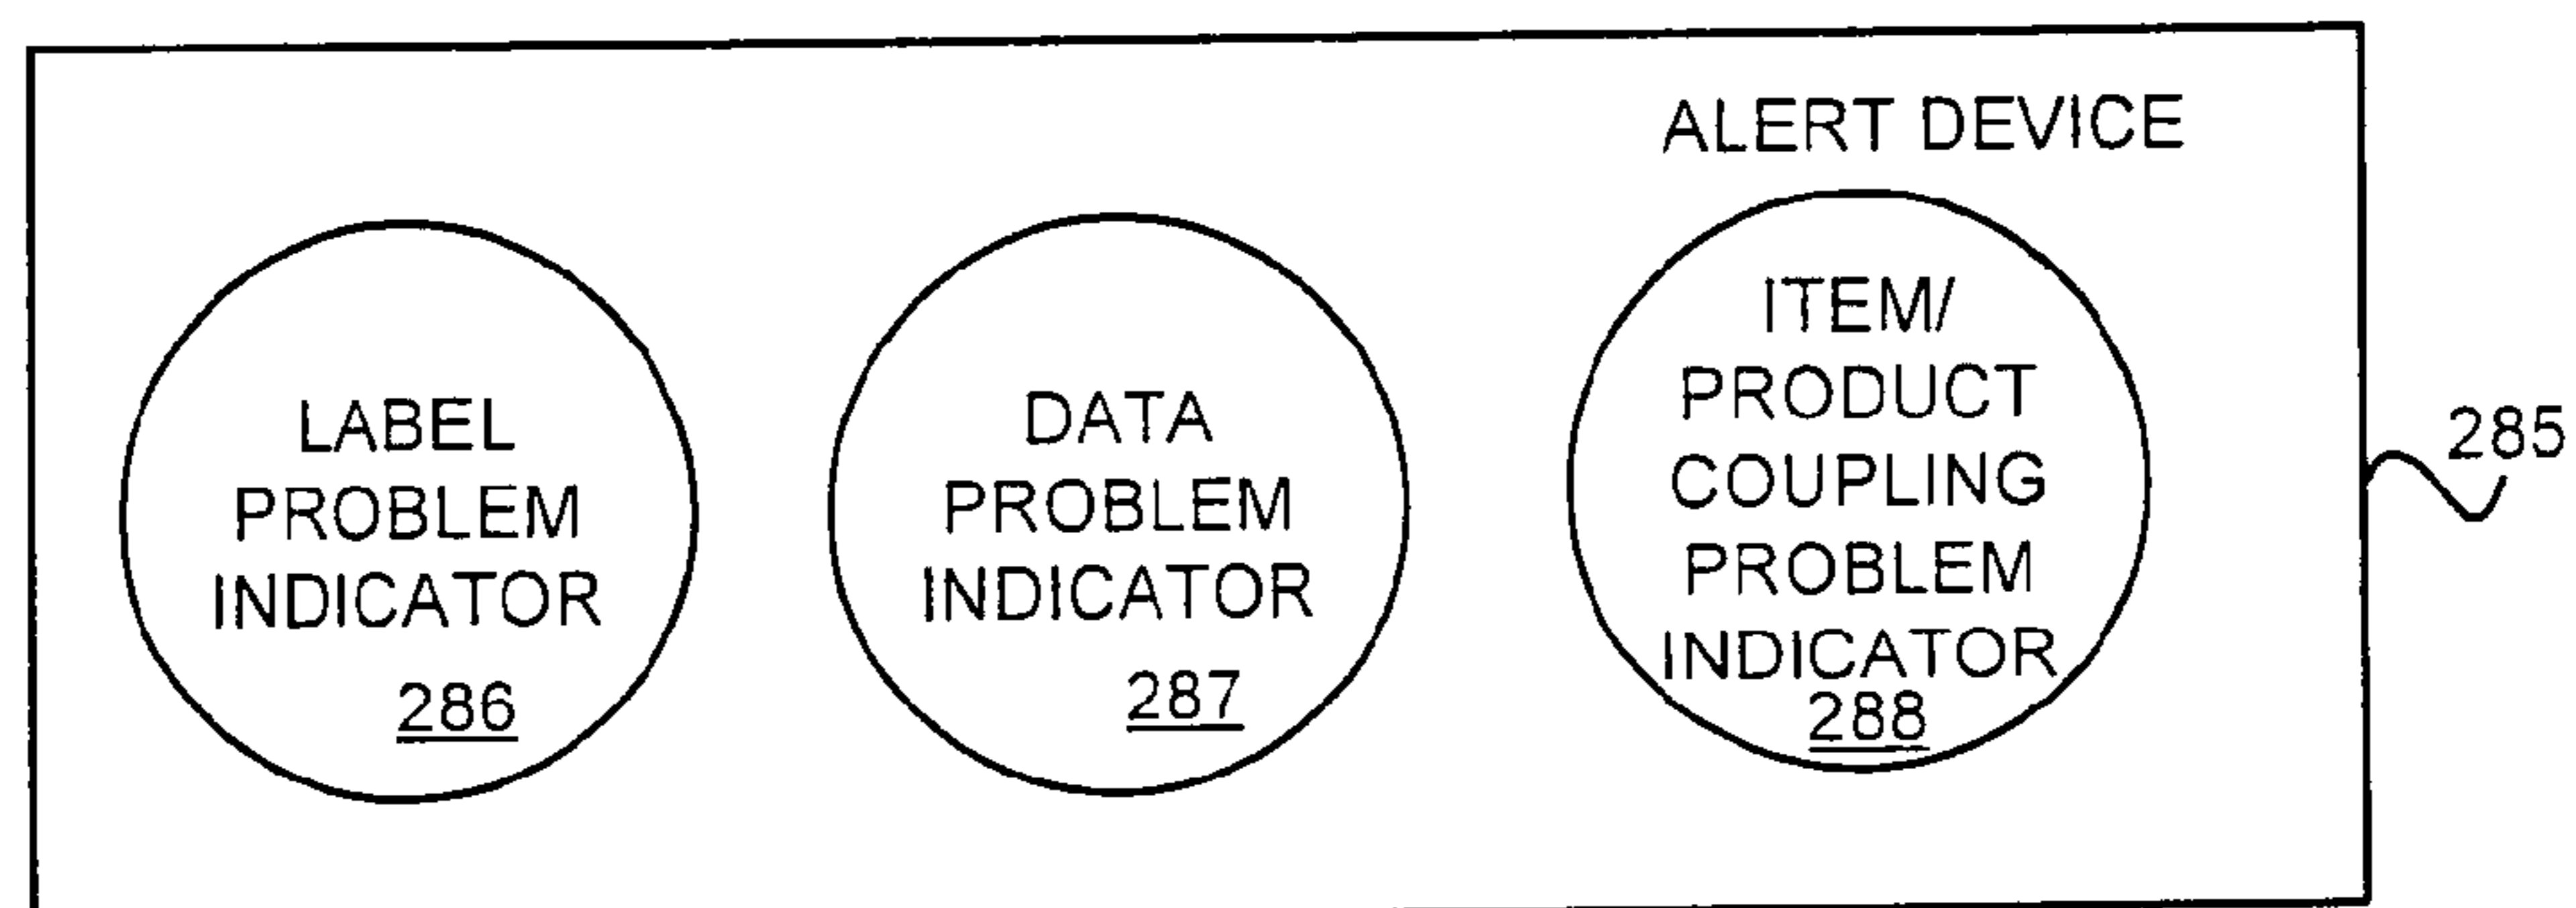 ALERT DEVICE
LABEL
PROBLEM
INDICATOR
286
DATA
PROBLEM
INDICATOR
287
ITEM/
PRODUCT
COUPLING
PROBLEM
INDICATOR
288
285